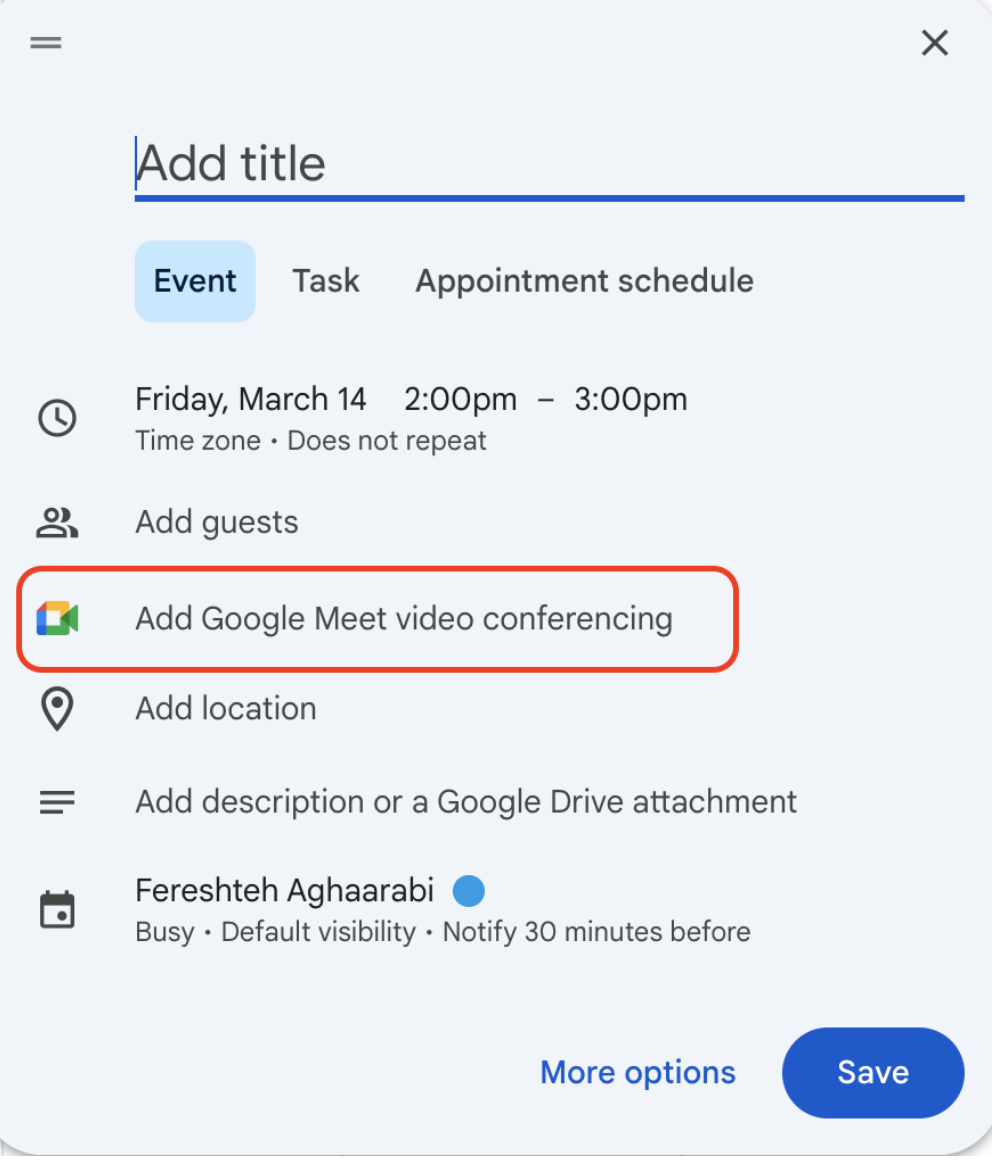 Add title
Event Task Appointment schedule
Friday, March 14 2:00pm – 3:00pm
Time zone • Does not repeat
Add guests
Add Google Meet video conferencing
Add location
Add description or a Google Drive attachment
Fereshteh Aghaarabi
Busy • Default visibility • Notify 30 minutes before
More options Save